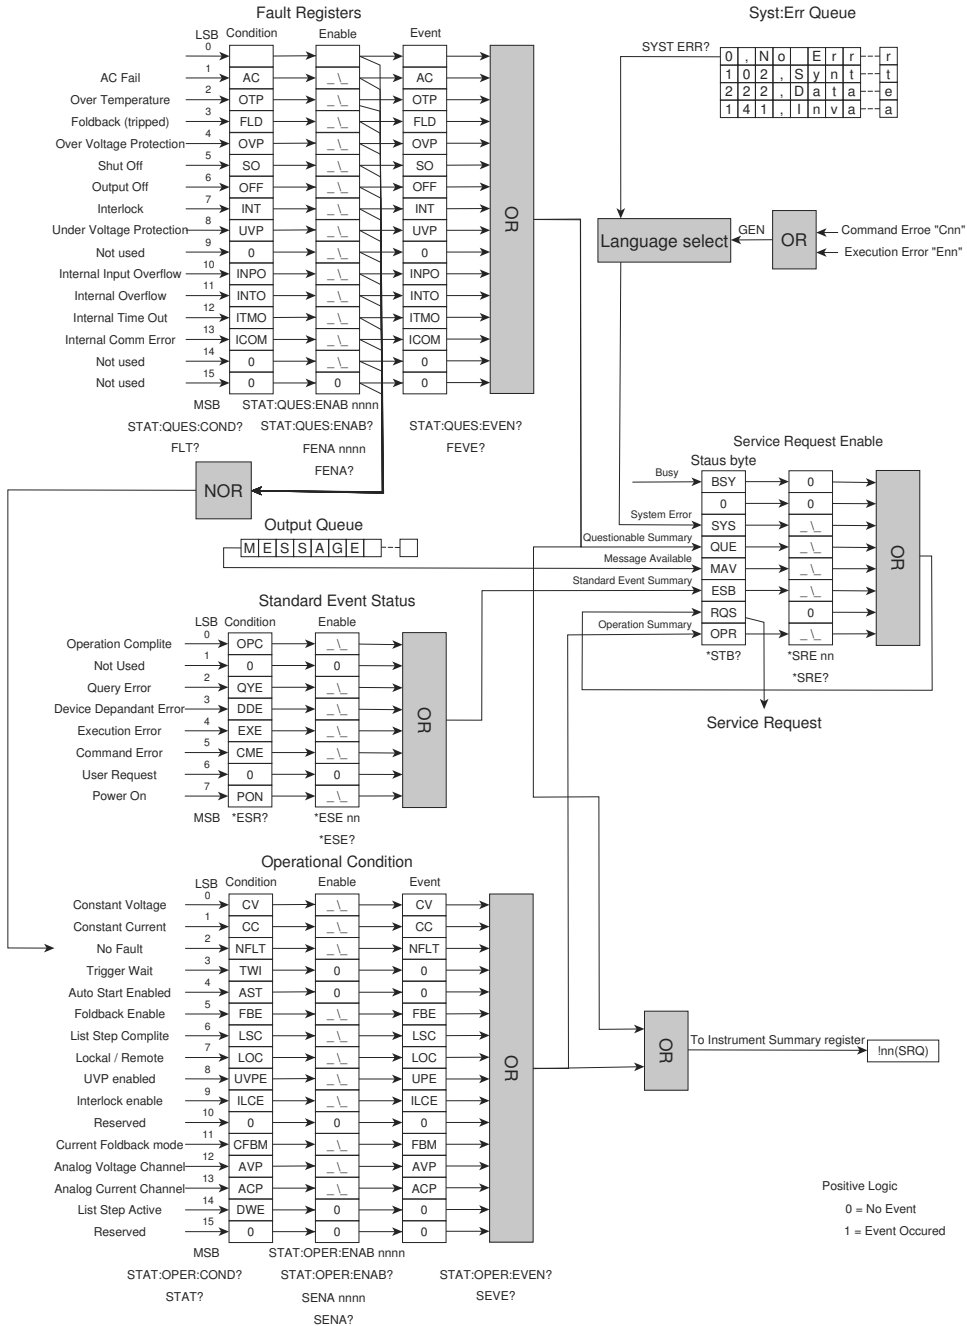 Fault Registers
LSB Condition Enable Event
0
AC Fail 1 AC _\_ AC
Over Temperature 2 OTP _\_ OTP
Foldback (tripped) 3 FLD _\_ FLD
Over Voltage Protection 4 OVP _\_ OVP
Shut Off 5 SO _\_ SO
Output Off 6 OFF _\_ OFF
Interlock 7 INT _\_ INT
Under Voltage Protection 8 UVP _\_ UVP
Not used 9 0 _\_ 0
Internal Input Overflow 10 INPO _\_ INPO
Internal Overflow 11 INTO _\_ INTO
Internal Time Out 12 ITMO _\_ ITMO
Internal Comm Error 13 ICOM _\_ ICOM
Not used 14 0 _\_ 0
Not used 15 0 0 0
OR
MSB STAT:QUES:ENAB nnnn
STAT:QUES:COND? STAT:QUES:ENAB? STAT:QUES:EVEN?
FLT? FENA nnnn FEVE?
FENA?
NOR
Syst:Err Queue
SYST ERR?
0 , N o E r r --- r
1 0 2 , S y n t --- t
2 2 2 , D a t a --- e
1 4 1 , I n v a --- a
Language select
GEN
OR
Command Erroe "Cnn"
Execution Error "Enn"
Output Queue
M E S S A G E ---
Service Request Enable
Staus byte
Busy BSY 0
0 0
System Error SYS _\_
Questionable Summary QUE _\_
Message Available MAV _\_
Standard Event Summary ESB _\_
RQS 0
Operation Summary OPR _\_
OR
*STB? *SRE nn
*SRE?
Service Request
Standard Event Status
LSB Condition Enable
Operation Complite 0 OPC _\_
Not Used 1 0 0
Query Error 2 QYE _\_
Device Depandant Error 3 DDE _\_
Execution Error 4 EXE _\_
Command Error 5 CME _\_
User Request 6 0 0
Power On 7 PON _\_
OR
MSB *ESR? *ESE nn
*ESE?
Operational Condition
LSB Condition Enable Event
Constant Voltage 0 CV _\_ CV
Constant Current 1 CC _\_ CC
No Fault 2 NFLT _\_ NFLT
Trigger Wait 3 TWI 0 0
Auto Start Enabled 4 AST 0 0
Foldback Enable 5 FBE _\_ FBE
List Step Complite 6 LSC _\_ LSC
Lockal / Remote 7 LOC _\_ LOC
UVP enabled 8 UVPE _\_ UPE
Interlock enable 9 ILCE _\_ ILCE
Reserved 10 0 0 0
Current Foldback mode 11 CFBM _\_ FBM
Analog Voltage Channel 12 AVP _\_ AVP
Analog Current Channel 13 ACP _\_ ACP
List Step Active 14 DWE 0 0
Reserved 15 0 0 0
OR
MSB STAT:OPER:ENAB nnnn
STAT:OPER:COND? STAT:OPER:ENAB? STAT:OPER:EVEN?
STAT? SENA nnnn SEVE?
SENA?
OR
To Instrument Summary register
!nn(SRQ)
Positive Logic
0 = No Event
1 = Event Occured